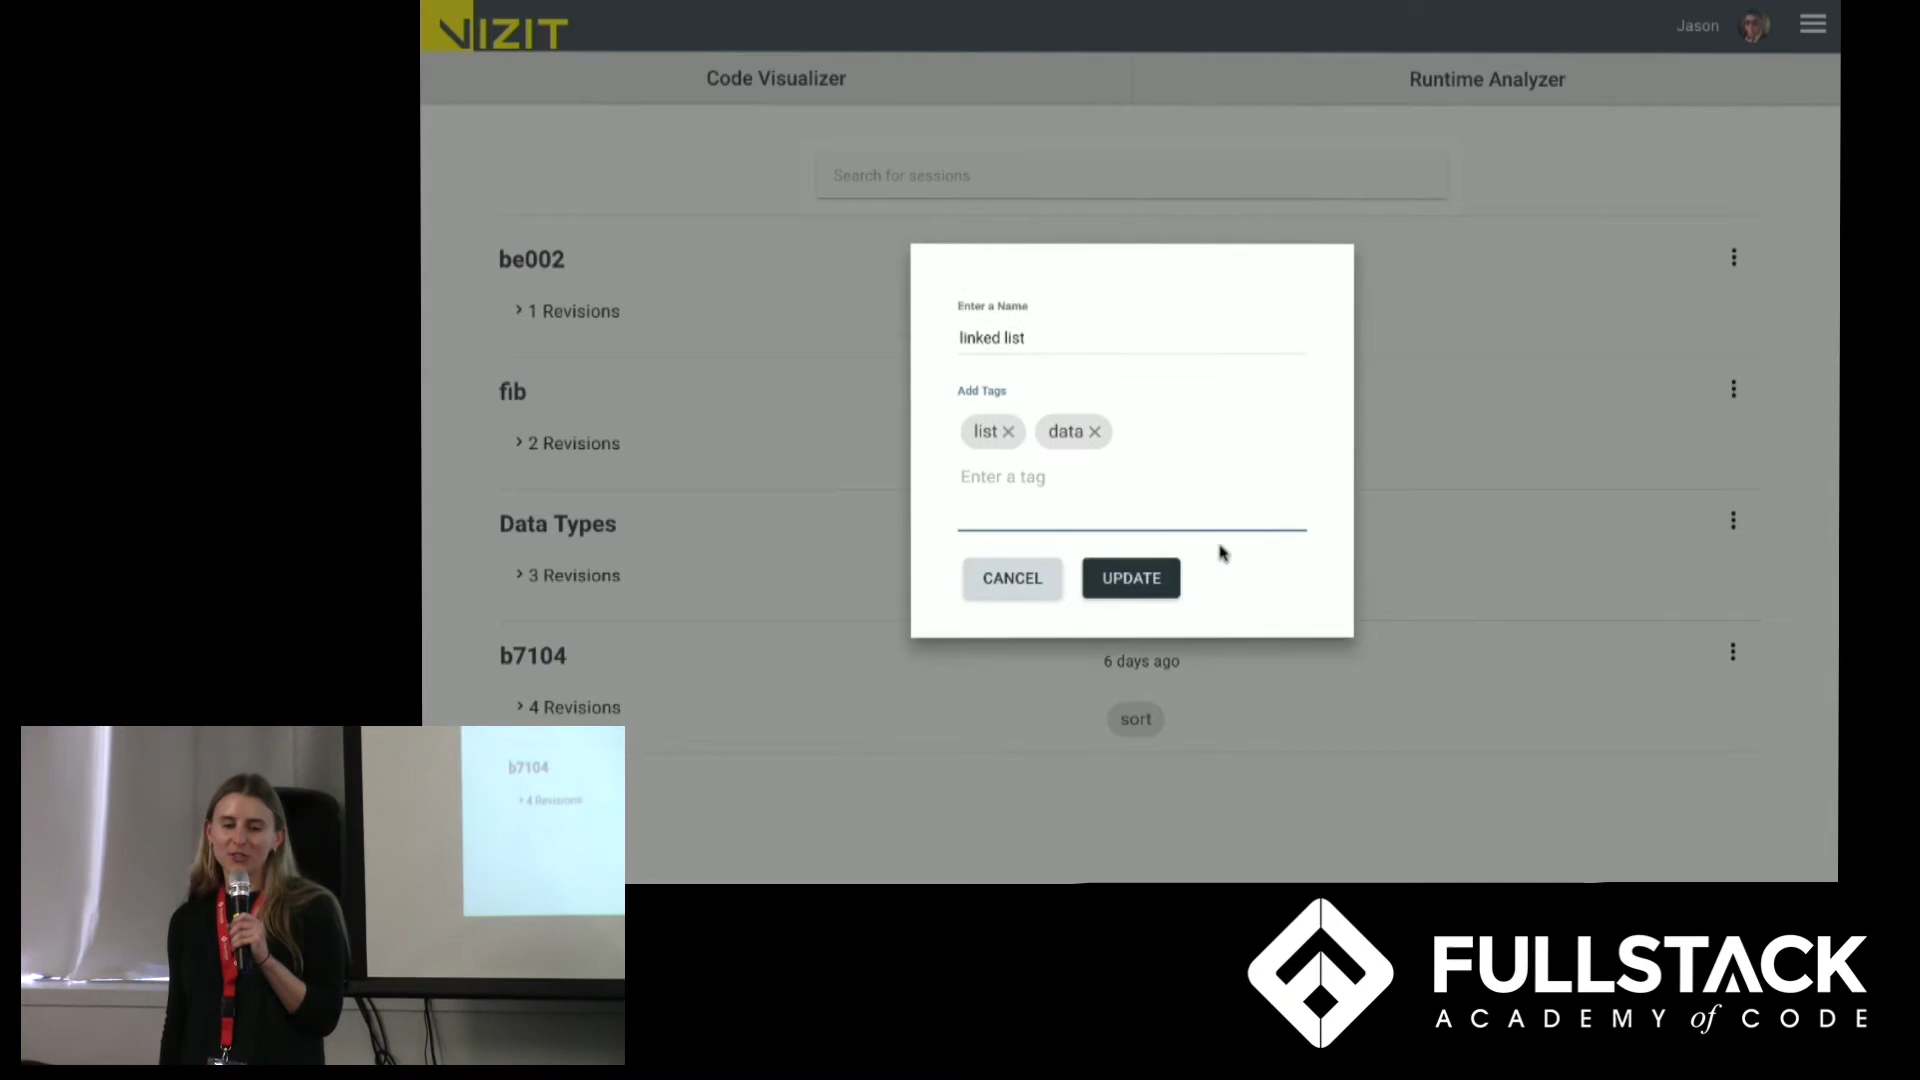 VIZIT
Jason
Code Visualizer
Runtime Analyzer
Search for sessions
be002
1 Revisions
fib
2 Revisions
Data Types
3 Revisions
b7104
6 days ago
4 Revisions
sort
Enter a Name
linked list
Add Tags
list
data
Enter a tag
CANCEL
UPDATE
b7104
4 Revisions
FULLSTACK
ACADEMY of CODE